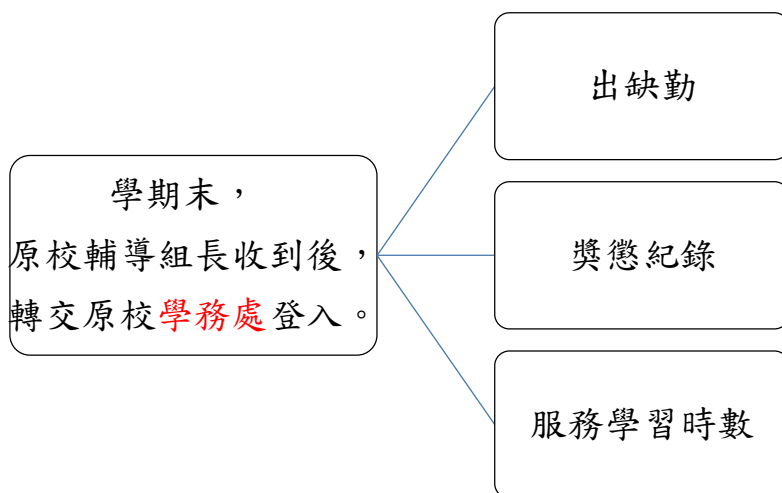 學期末，
原校輔導組長收到後，
轉交原校學務處登入。
出缺勤
獎懲紀錄
服務學習時數